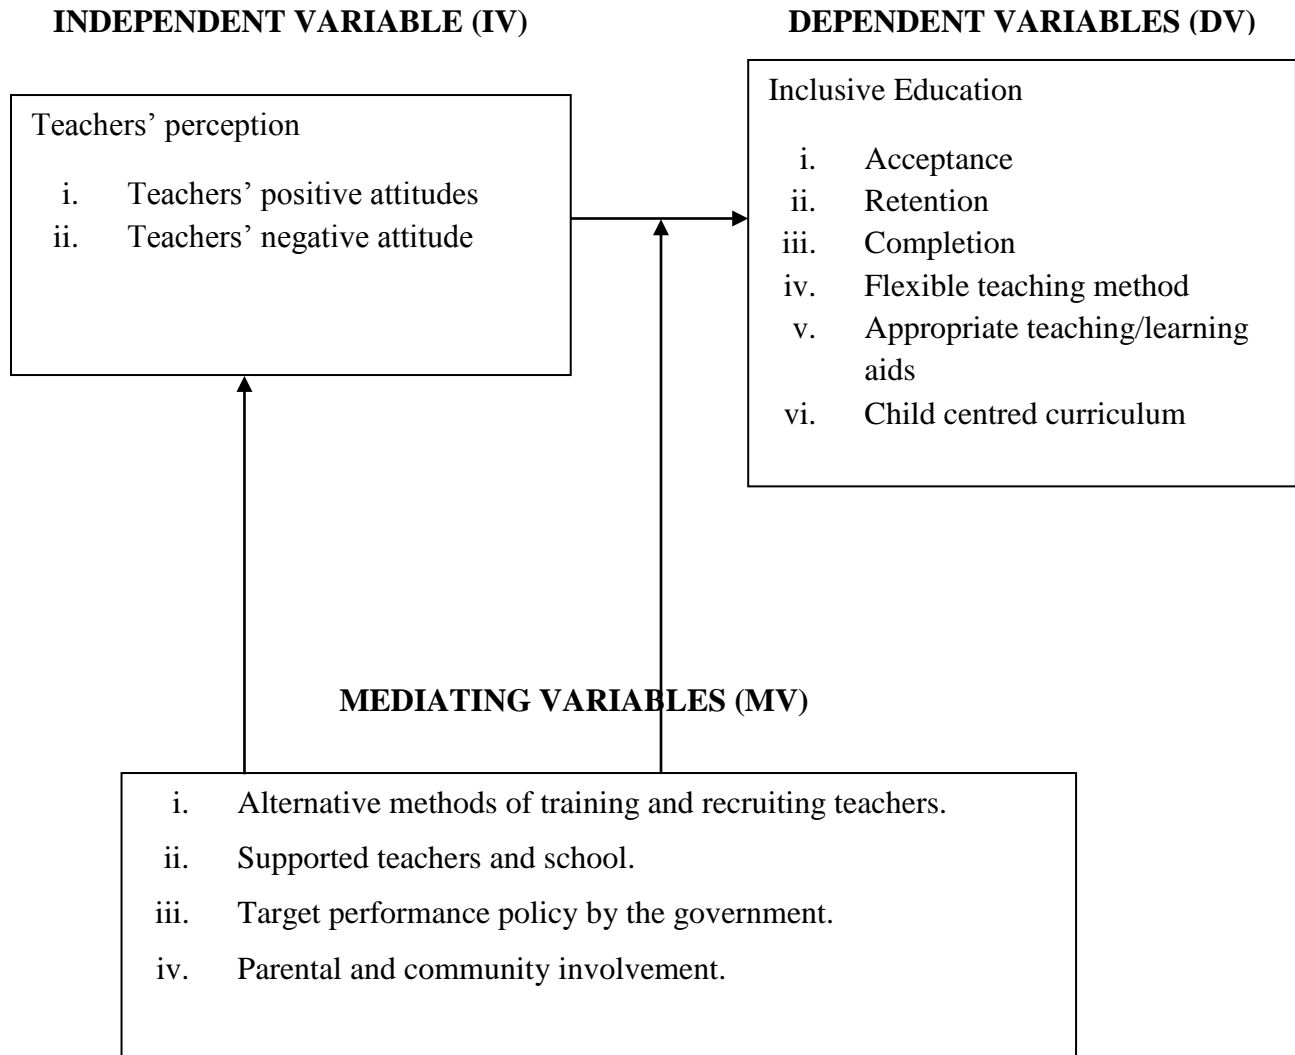 INDEPENDENT VARIABLE (IV)
DEPENDENT VARIABLES (DV)
Teachers’ perception
i. Teachers’ positive attitudes
ii. Teachers’ negative attitude
Inclusive Education
i. Acceptance
ii. Retention
iii. Completion
iv. Flexible teaching method
v. Appropriate teaching/learning
aids
vi. Child centred curriculum
MEDIATING VARIABLES (MV)
i. Alternative methods of training and recruiting teachers.
ii. Supported teachers and school.
iii. Target performance policy by the government.
iv. Parental and community involvement.